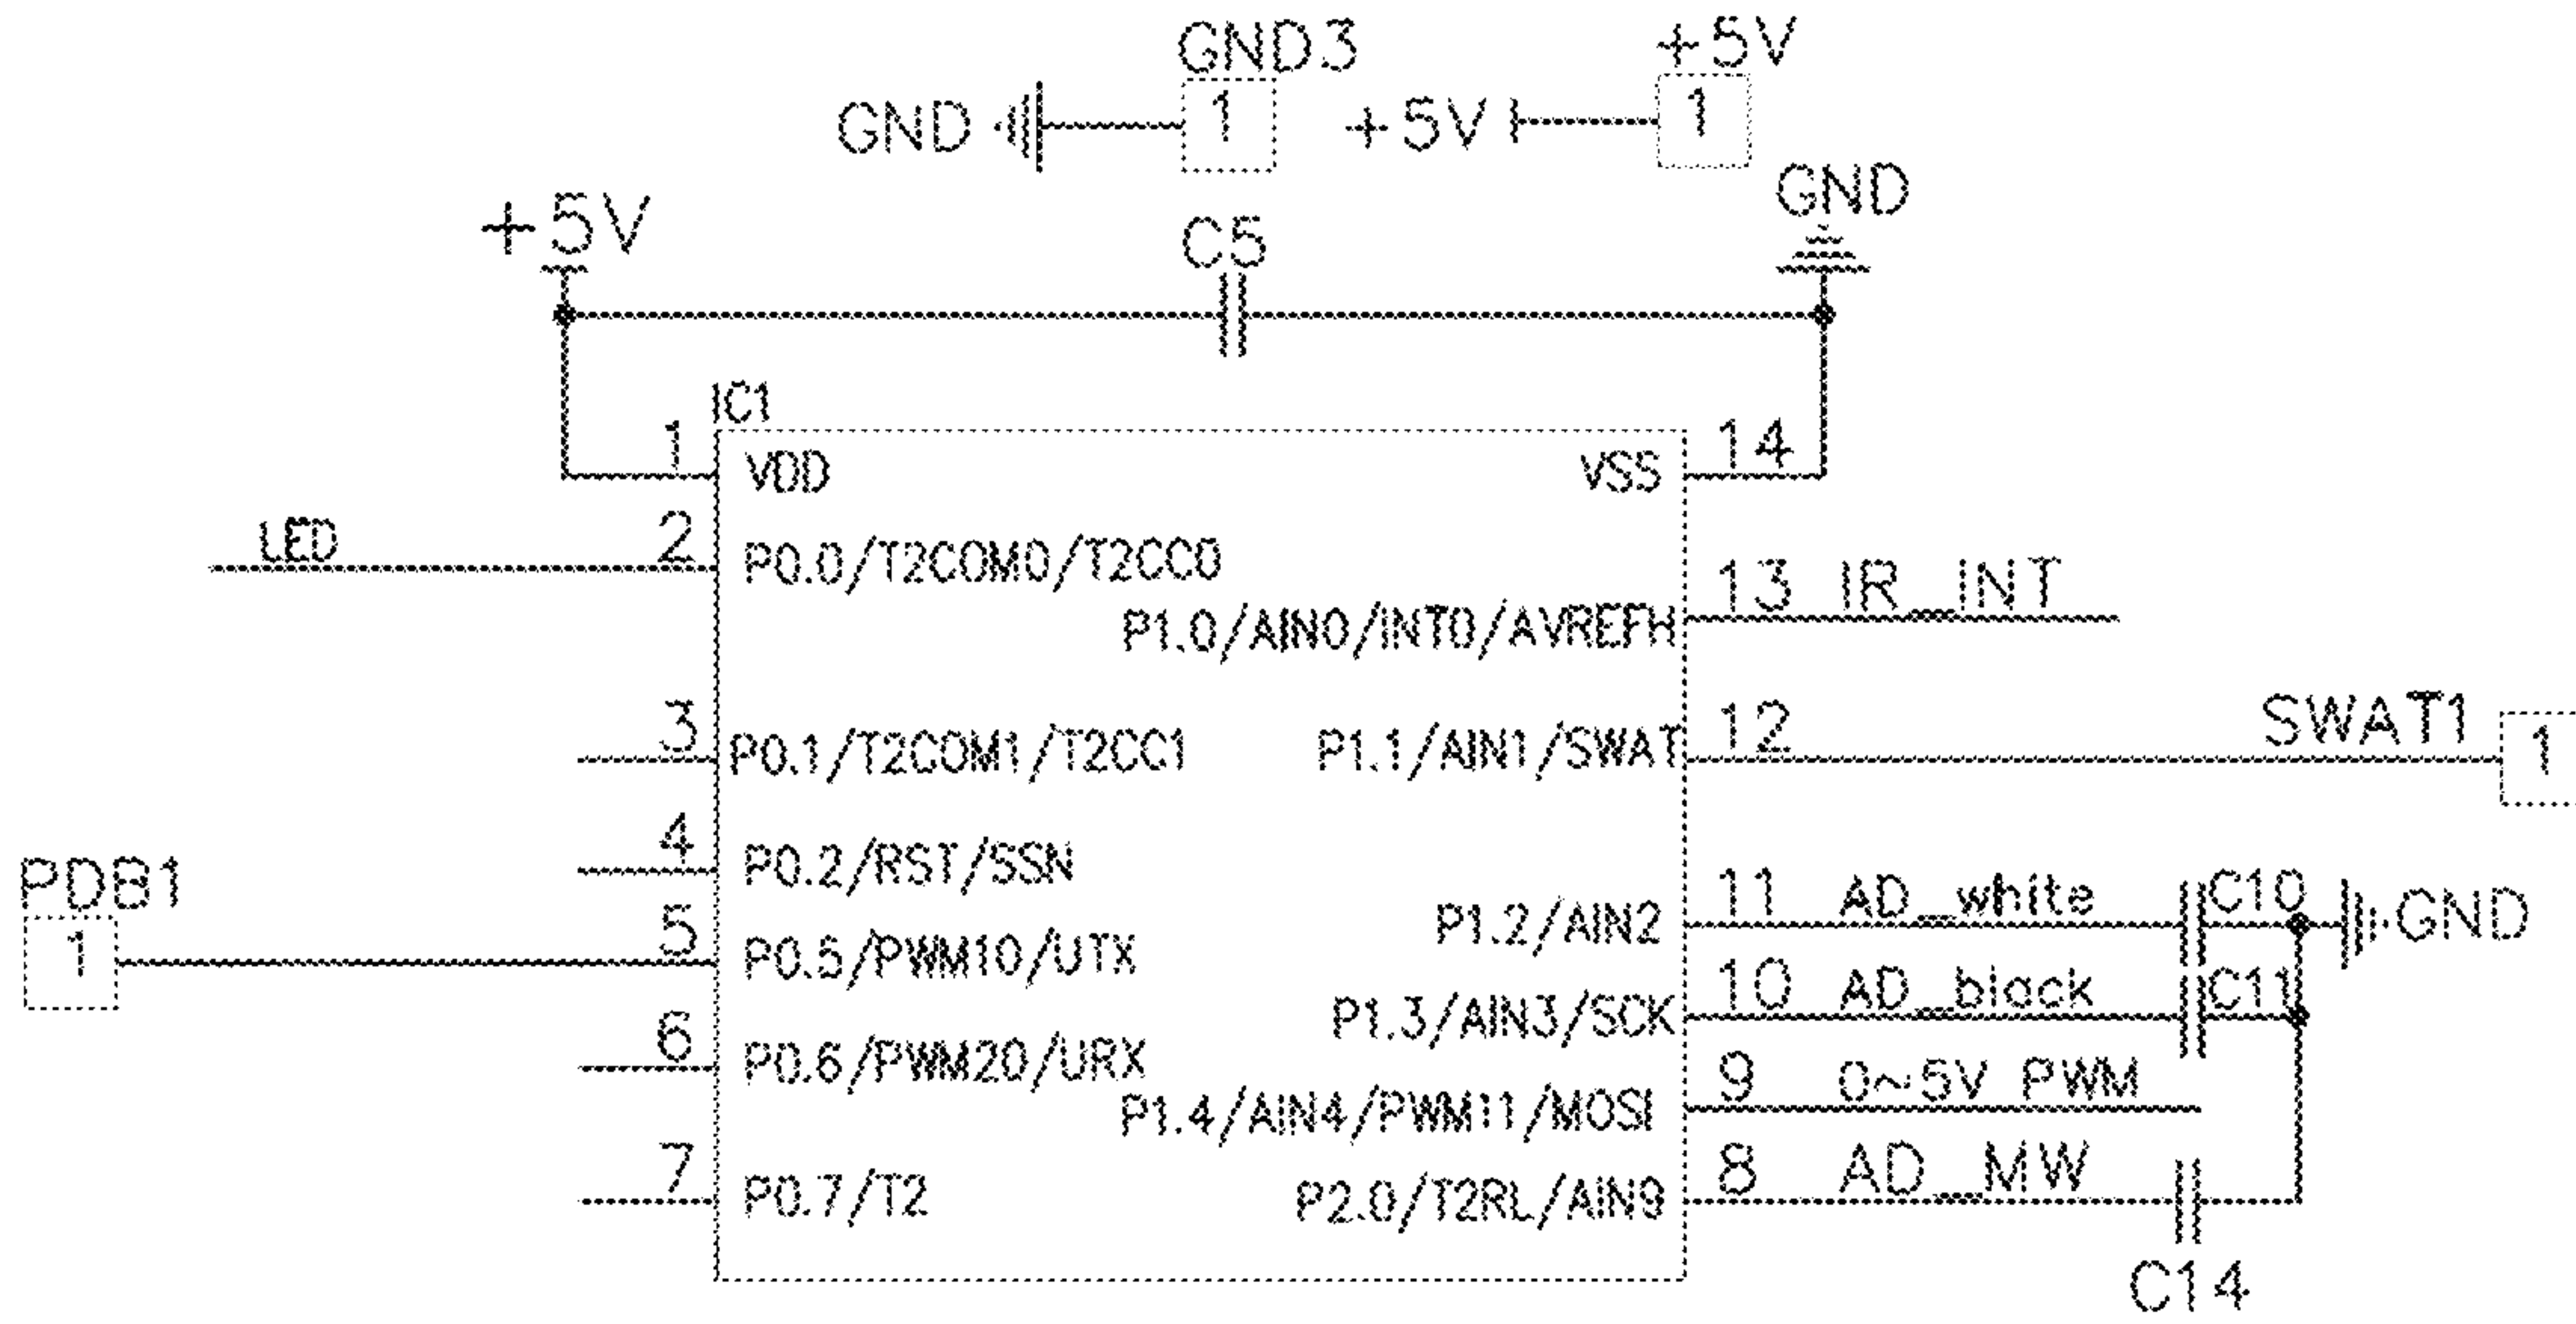 GND3
+5V
GND 1 +5V 1
GND
+5V
C5
IC1
1 VDD VSS 14
LED 2 P0.0/T2COM0/T2CC0
P1.0/AIN0/INT0/AVREFH 13 IR_INT
3 P0.1/T2COM1/T2CC1 P1.1/AIN1/SWAT 12 SWAT1 1
4 P0.2/RST/SSN
PDB1
1 5 P0.5/PWM10/UTX
P1.2/AIN2 11 AD_white C10 GND
P1.3/AIN3/SCK 10 AD_black C11
6 P0.6/PWM20/URX
P1.4/AIN4/PWM11/MOSI 9 0~5V PWM
7 P0.7/T2 P2.0/T2RL/AIN9 8 AD_MW
C14